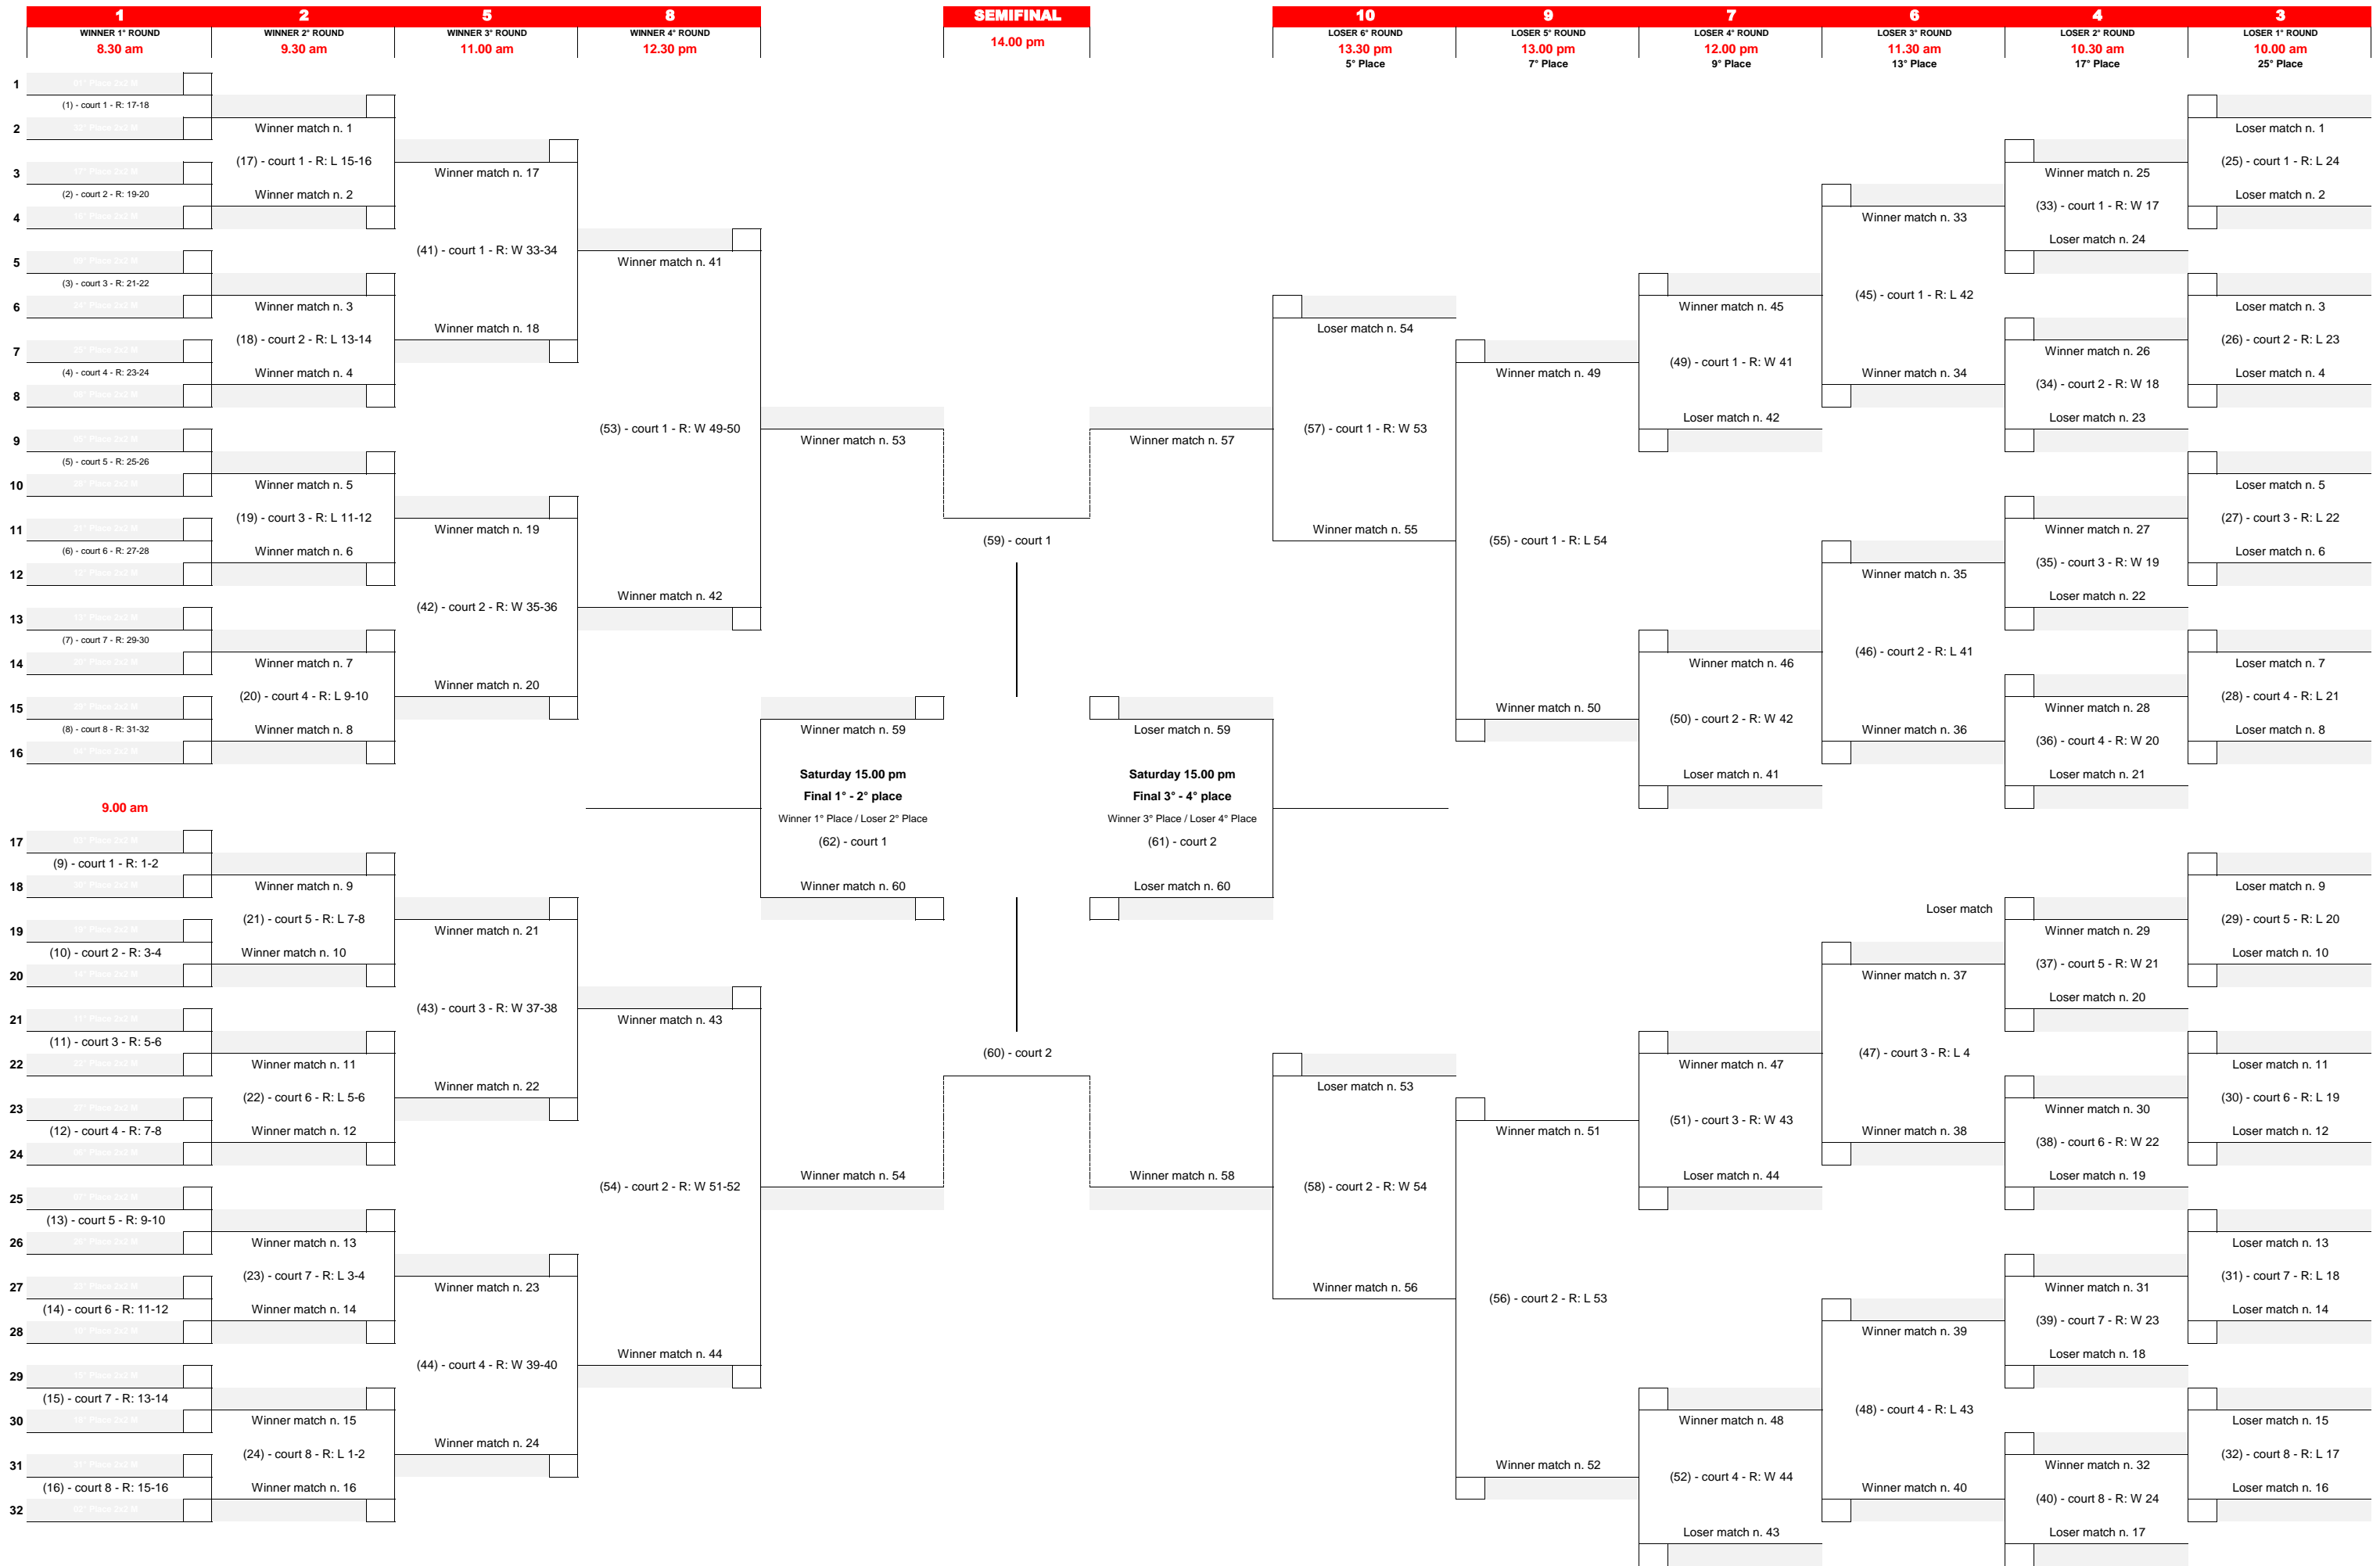 1
WINNER 1° ROUND
8.30 am
2
WINNER 2° ROUND
9.30 am
5
WINNER 3° ROUND
11.00 am
8
WINNER 4° ROUND
12.30 pm
SEMIFINAL
14.00 pm
10
LOSER 6° ROUND
13.30 pm
5° Place
9
LOSER 5° ROUND
13.00 pm
7° Place
7
LOSER 4° ROUND
12.00 pm
9° Place
6
LOSER 3° ROUND
11.30 am
13° Place
4
LOSER 2° ROUND
10.30 am
17° Place
3
LOSER 1° ROUND
10.00 am
25° Place
1
(1) - court 1 - R: 17-18
2
3
(2) - court 2 - R: 19-20
4
5
(3) - court 3 - R: 21-22
6
7
(4) - court 4 - R: 23-24
8
9
(5) - court 5 - R: 25-26
10
11
(6) - court 6 - R: 27-28
12
13
(7) - court 7 - R: 29-30
14
15
(8) - court 8 - R: 31-32
16
9.00 am
17
(9) - court 1 - R: 1-2
18
19
(10) - court 2 - R: 3-4
20
21
(11) - court 3 - R: 5-6
22
23
(12) - court 4 - R: 7-8
24
25
(13) - court 5 - R: 9-10
26
27
(14) - court 6 - R: 11-12
28
29
(15) - court 7 - R: 13-14
30
31
(16) - court 8 - R: 15-16
32
Winner match n. 1
(17) - court 1 - R: L 15-16
Winner match n. 2
Winner match n. 3
(18) - court 2 - R: L 13-14
Winner match n. 4
Winner match n. 5
(19) - court 3 - R: L 11-12
Winner match n. 6
Winner match n. 7
(20) - court 4 - R: L 9-10
Winner match n. 8
Winner match n. 9
(21) - court 5 - R: L 7-8
Winner match n. 10
Winner match n. 11
(22) - court 6 - R: L 5-6
Winner match n. 12
Winner match n. 13
(23) - court 7 - R: L 3-4
Winner match n. 14
Winner match n. 15
(24) - court 8 - R: L 1-2
Winner match n. 16
Winner match n. 17
(41) - court 1 - R: W 33-34
Winner match n. 18
Winner match n. 19
(42) - court 2 - R: W 35-36
Winner match n. 20
Winner match n. 21
(43) - court 3 - R: W 37-38
Winner match n. 22
Winner match n. 23
(44) - court 4 - R: W 39-40
Winner match n. 24
Winner match n. 41
(53) - court 1 - R: W 49-50
Winner match n. 42
Winner match n. 43
(54) - court 2 - R: W 51-52
Winner match n. 44
Winner match n. 53
Winner match n. 59
Saturday 15.00 pm
Final 1° - 2° place
Winner 1° Place / Loser 2° Place
(62) - court 1
Winner match n. 60
Winner match n. 54
(59) - court 1
(60) - court 2
Winner match n. 57
Loser match n. 59
Saturday 15.00 pm
Final 3° - 4° place
Winner 3° Place / Loser 4° Place
(61) - court 2
Loser match n. 60
Winner match n. 58
Loser match n. 54
(57) - court 1 - R: W 53
Winner match n. 55
Loser match n. 53
(58) - court 2 - R: W 54
Winner match n. 56
Winner match n. 49
(55) - court 1 - R: L 54
Winner match n. 50
Winner match n. 51
(56) - court 2 - R: L 53
Winner match n. 52
Winner match n. 45
(49) - court 1 - R: W 41
Loser match n. 42
Winner match n. 46
(50) - court 2 - R: W 42
Loser match n. 41
Winner match n. 47
(51) - court 3 - R: W 43
Loser match n. 44
Winner match n. 48
(52) - court 4 - R: W 44
Loser match n. 43
Winner match n. 33
(45) - court 1 - R: L 42
Winner match n. 34
Winner match n. 35
(46) - court 2 - R: L 41
Winner match n. 36
Loser match
Winner match n. 37
(47) - court 3 - R: L 4
Winner match n. 38
Winner match n. 39
(48) - court 4 - R: L 43
Winner match n. 40
Winner match n. 25
(33) - court 1 - R: W 17
Loser match n. 24
Winner match n. 26
(34) - court 2 - R: W 18
Loser match n. 23
Winner match n. 27
(35) - court 3 - R: W 19
Loser match n. 22
Winner match n. 28
(36) - court 4 - R: W 20
Loser match n. 21
Winner match n. 29
(37) - court 5 - R: W 21
Loser match n. 20
Winner match n. 30
(38) - court 6 - R: W 22
Loser match n. 19
Winner match n. 31
(39) - court 7 - R: W 23
Loser match n. 18
Winner match n. 32
(40) - court 8 - R: W 24
Loser match n. 17
Loser match n. 1
(25) - court 1 - R: L 24
Loser match n. 2
Loser match n. 3
(26) - court 2 - R: L 23
Loser match n. 4
Loser match n. 5
(27) - court 3 - R: L 22
Loser match n. 6
Loser match n. 7
(28) - court 4 - R: L 21
Loser match n. 8
Loser match n. 9
(29) - court 5 - R: L 20
Loser match n. 10
Loser match n. 11
(30) - court 6 - R: L 19
Loser match n. 12
Loser match n. 13
(31) - court 7 - R: L 18
Loser match n. 14
Loser match n. 15
(32) - court 8 - R: L 17
Loser match n. 16